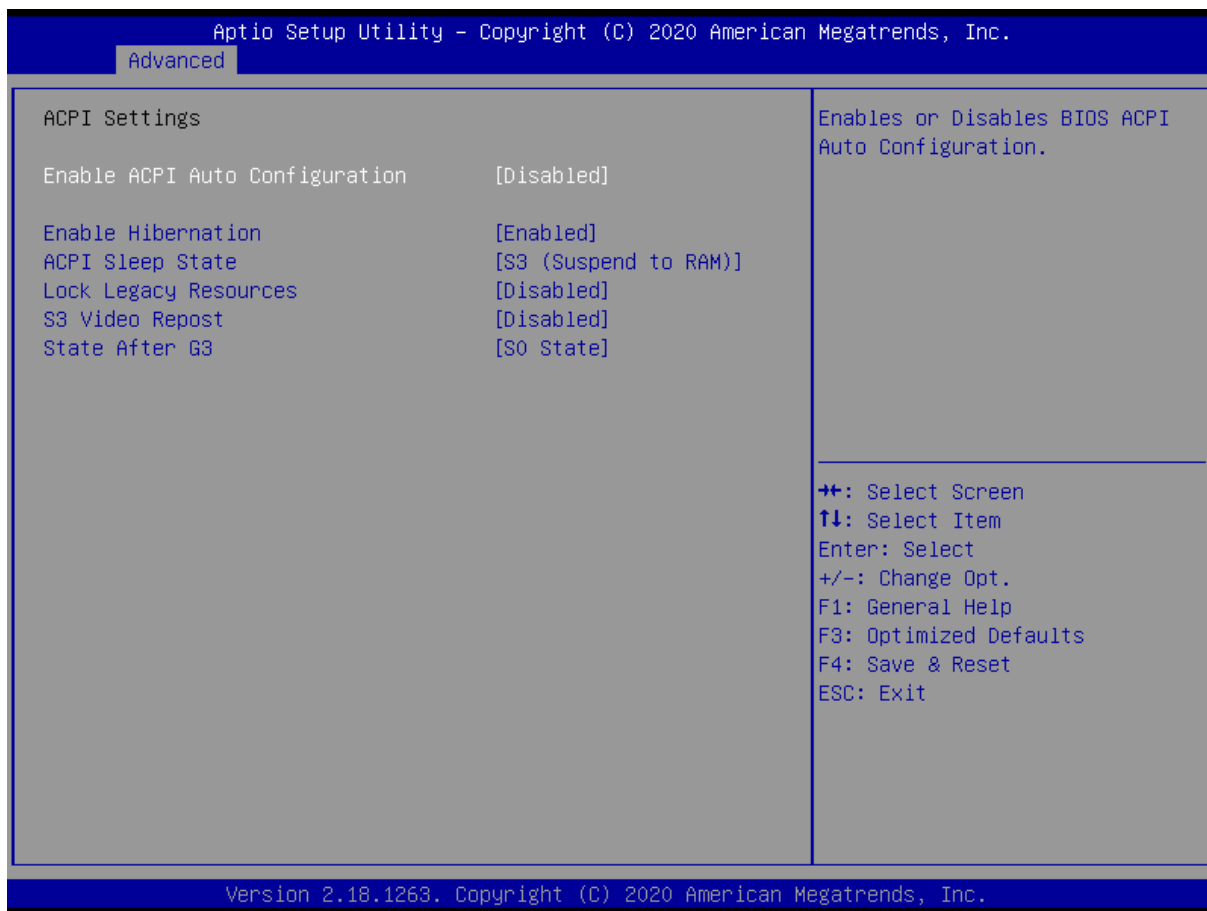 Aptio Setup Utility – Copyright (C) 2020 American Megatrends, Inc.
Advanced
ACPI Settings
Enable ACPI Auto Configuration [Disabled]
Enable Hibernation [Enabled]
ACPI Sleep State [S3 (Suspend to RAM)]
Lock Legacy Resources [Disabled]
S3 Video Repost [Disabled]
State After G3 [S0 State]
Enables or Disables BIOS ACPI
Auto Configuration.
→←: Select Screen
↑↓: Select Item
Enter: Select
+/-: Change Opt.
F1: General Help
F3: Optimized Defaults
F4: Save & Reset
ESC: Exit
Version 2.18.1263. Copyright (C) 2020 American Megatrends, Inc.